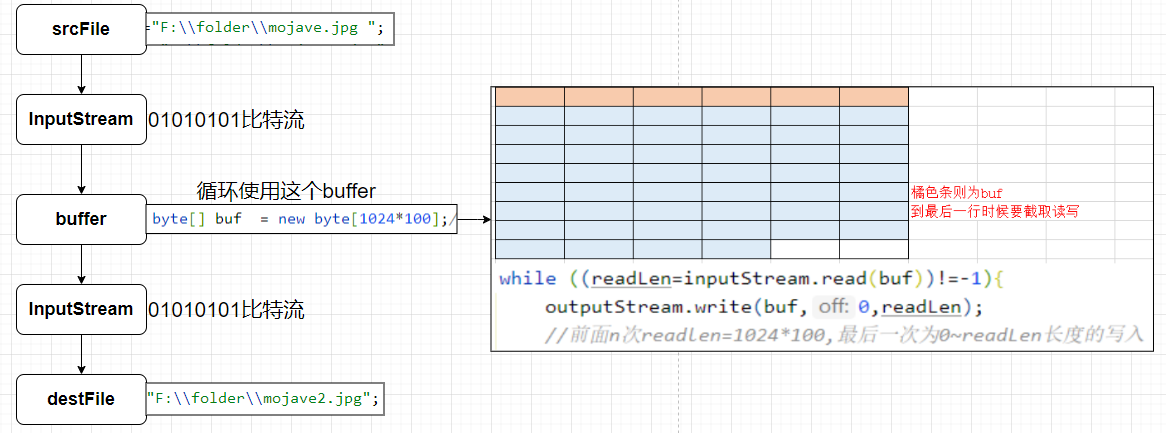 srcFile
="F:\\folder\\mojave.jpg ";
InputStream
01010101比特流
循环使用这个buffer
buffer
byte[] buf  = new byte[1024*100];/
橘色条则为buf
到最后一行时候要截取读写
while ((readLen=inputStream.read(buf))!=-1){
outputStream.write(buf, off: 0,readLen);
//前面n次readlen=1024*100,最后一次为0~readLen长度的写入
InputStream
01010101比特流
destFile
"F:\\folder\\mojave2.jpg";